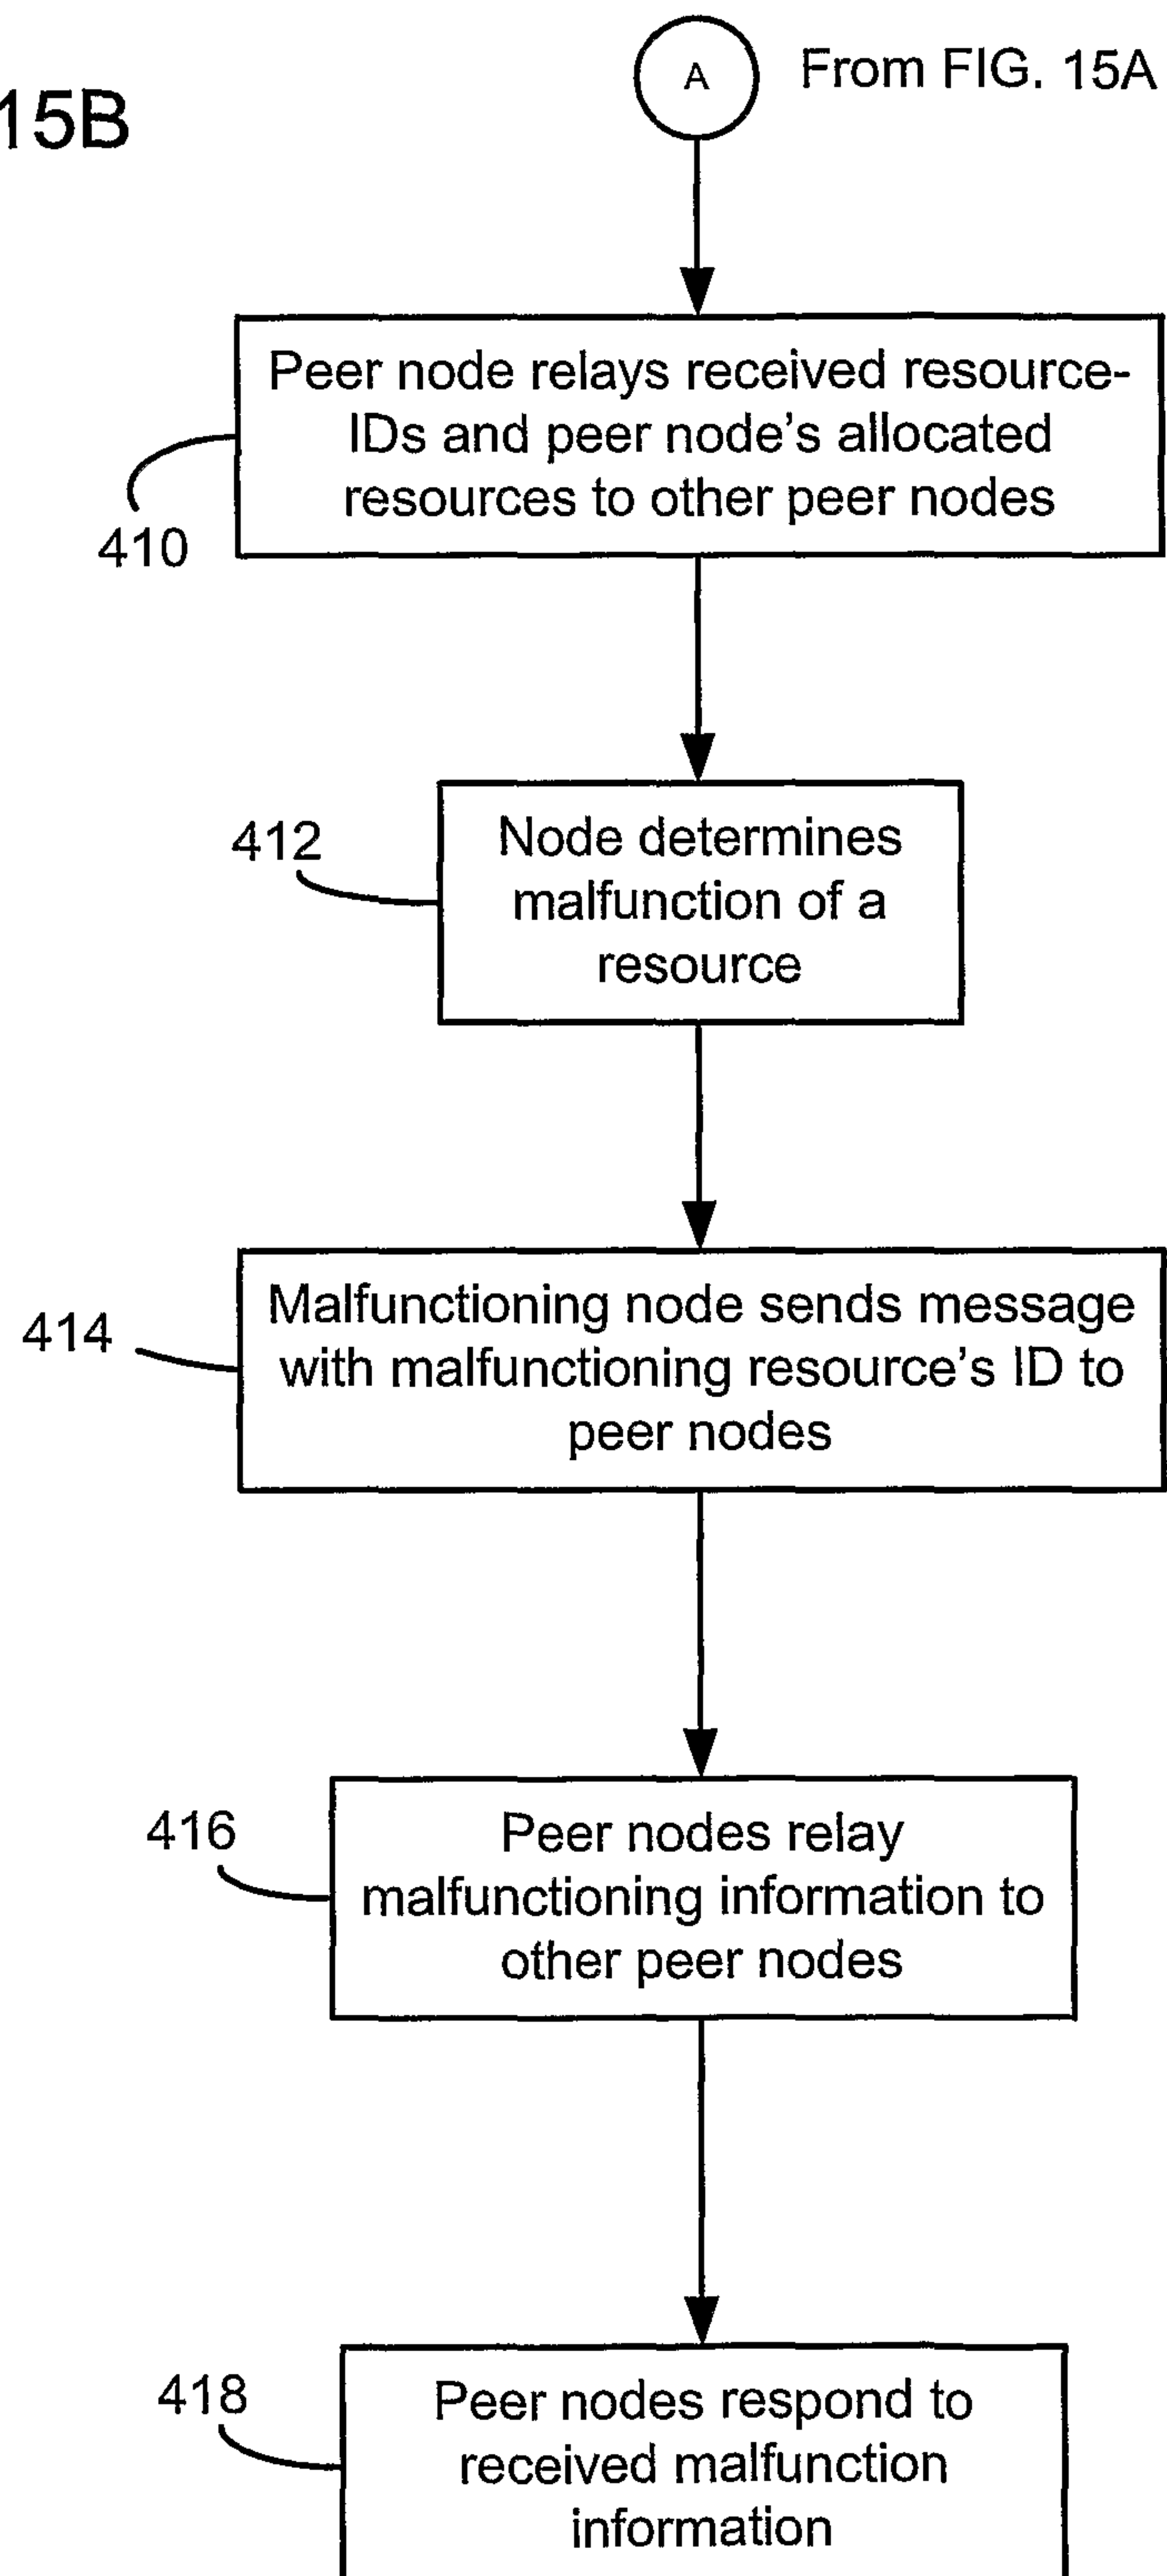 15B
A
From FIG. 15A
Peer node relays received resource-
IDs and peer node's allocated
resources to other peer nodes
410
412
Node determines
malfunction of a
resource
414
Malfunctioning node sends message
with malfunctioning resource's ID to
peer nodes
416
Peer nodes relay
malfunctioning information to
other peer nodes
418
Peer nodes respond to
received malfunction
information